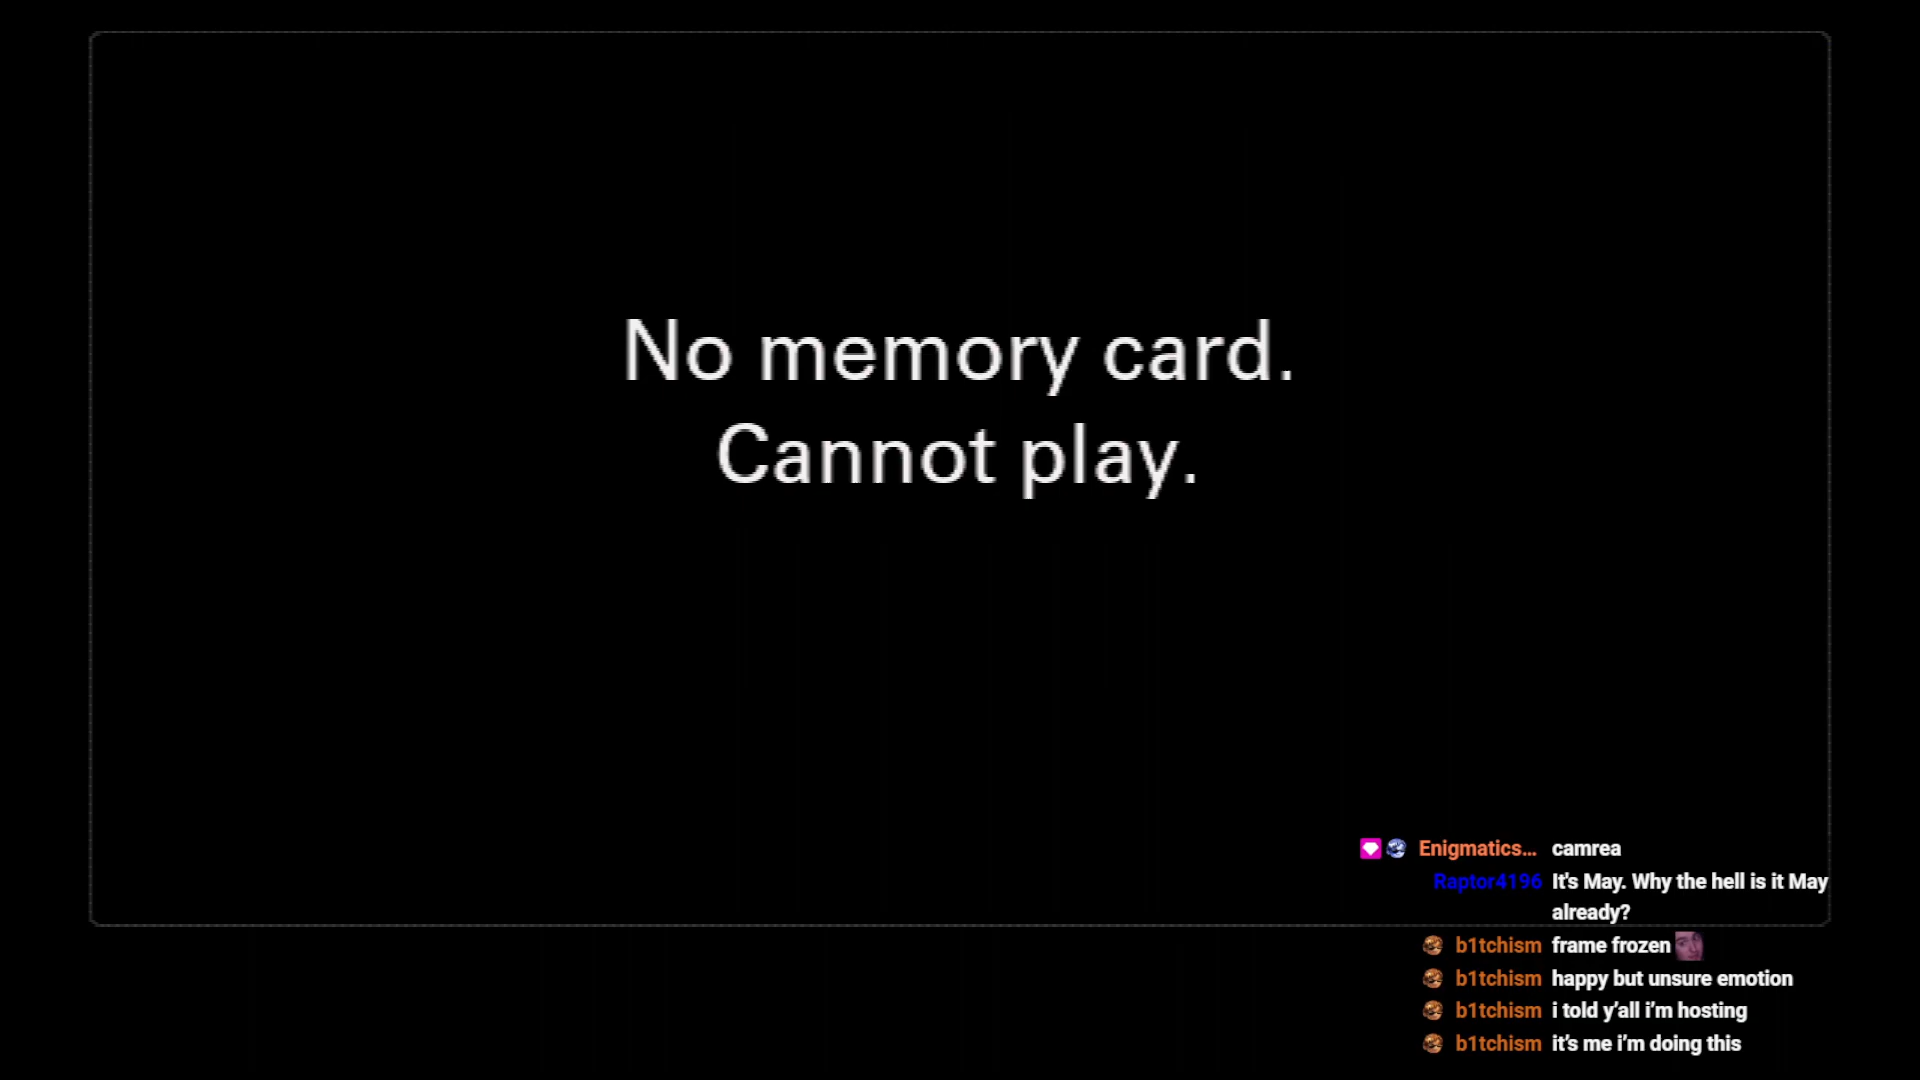 No memory card.
Cannot play.
Enigmatics... camrea
Raptor4196 It's May. Why the hell is it May
already?
b1tchism frame frozen
b1tchism happy but unsure emotion
b1tchism i told y’all i’m hosting
b1tchism it’s me i’m doing this